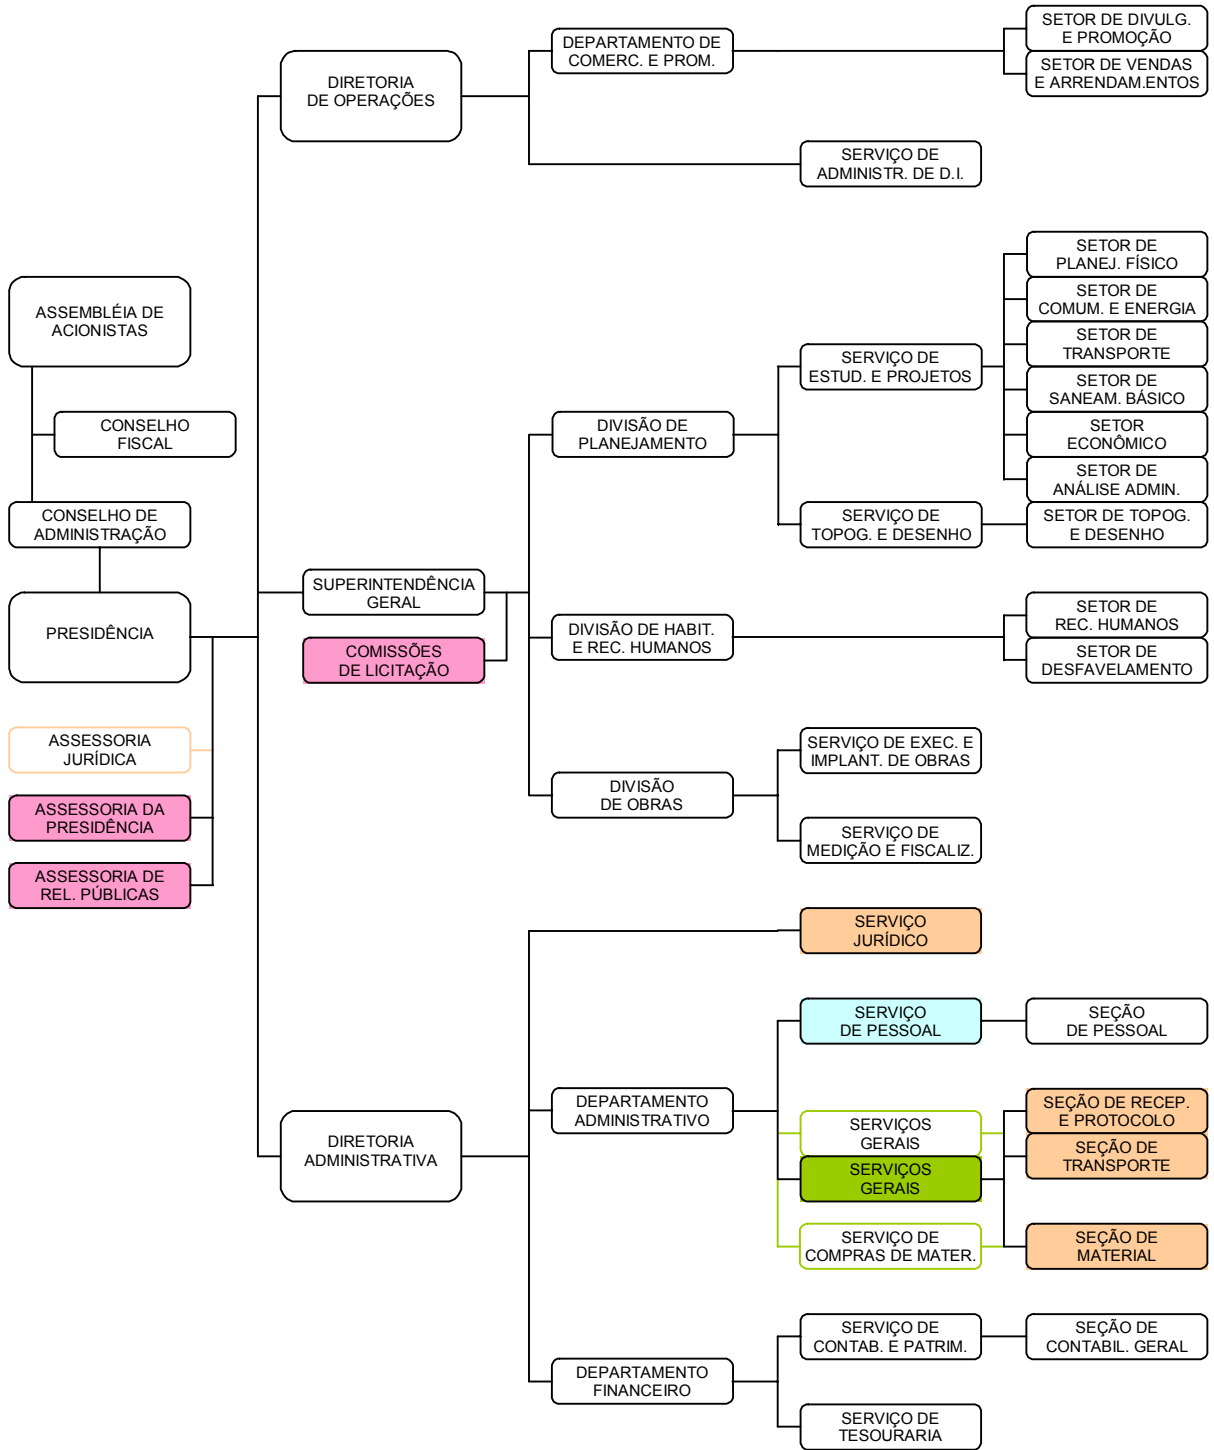 SETOR DE DIVULG.
E PROMOÇÃO
DEPARTAMENTO DE
COMERC. E PROM.
SETOR DE VENDAS
E ARRENDAM.ENTOS
DIRETORIA
DE OPERAÇÕES
SERVIÇO DE
ADMINISTR. DE D.I.
SETOR DE
PLANEJ. FÍSICO
SETOR DE
COMUM. E ENERGIA
ASSEMBLÉIA DE
ACIONISTAS
SETOR DE
TRANSPORTE
SERVIÇO DE
ESTUD. E PROJETOS
SETOR DE
SANEAM. BÁSICO
CONSELHO
FISCAL
DIVISÃO DE
PLANEJAMENTO
SETOR
ECONÔMICO
SETOR DE
ANÁLISE ADMIN.
CONSELHO DE
ADMINISTRAÇÃO
SERVIÇO DE
TOPOG. E DESENHO
SETOR DE TOPOG.
E DESENHO
SUPERINTENDÊNCIA
GERAL
PRESIDÊNCIA
COMISSÕES
DE LICITAÇÃO
DIVISÃO DE HABIT.
E REC. HUMANOS
SETOR DE
REC. HUMANOS
SETOR DE
DESFAVELAMENTO
ASSESSORIA
JURÍDICA
SERVIÇO DE EXEC. E
IMPLANT. DE OBRAS
DIVISÃO
DE OBRAS
ASSESSORIA DA
PRESIDÊNCIA
SERVIÇO DE
MEDIÇÃO E FISCALIZ.
ASSESSORIA DE
REL. PÚBLICAS
SERVIÇO
JURÍDICO
SERVIÇO
DE PESSOAL
SEÇÃO
DE PESSOAL
DEPARTAMENTO
ADMINISTRATIVO
SEÇÃO DE RECEP.
E PROTOCOLO
SERVIÇOS
GERAIS
DIRETORIA
ADMINISTRATIVA
SEÇÃO DE
TRANSPORTE
SERVIÇOS
GERAIS
SERVIÇO DE
COMPRAS DE MATER.
SEÇÃO DE
MATERIAL
SERVIÇO DE
CONTAB. E PATRIM.
SEÇÃO DE
CONTABIL. GERAL
DEPARTAMENTO
FINANCEIRO
SERVIÇO DE
TESOURARIA